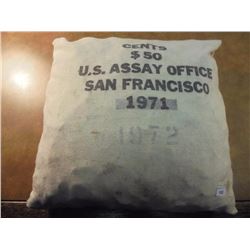 CENTS
$50
U.S. ASSAY OFFICE
SAN FRANCISCO
1971
1972